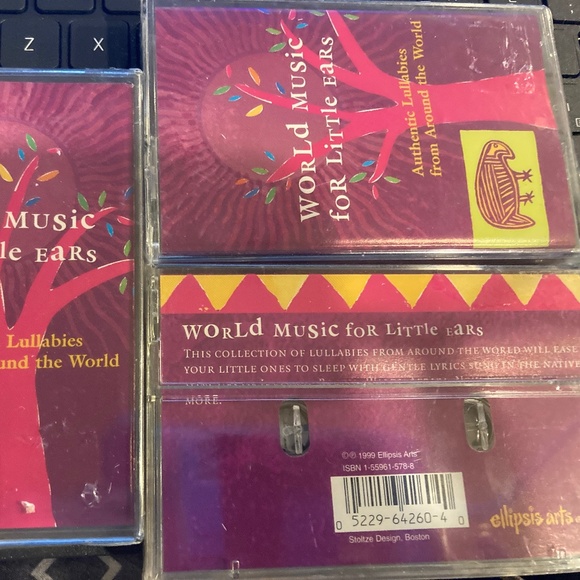 Z X
Music
le Ears
Lullabies
und the World
World Music
for Little Ears
Authentic Lullabies
from Around the World
World Music for Little Ears
This collection of lullabies from around the world will ease
your little ones to sleep with gentle lyrics sung in the native
more.
©℗ 1999 Ellipsis Arts
ISBN 1-55961-578-8
0 5229-64260-4 0
Stoltze Design, Boston
ellipsis arts